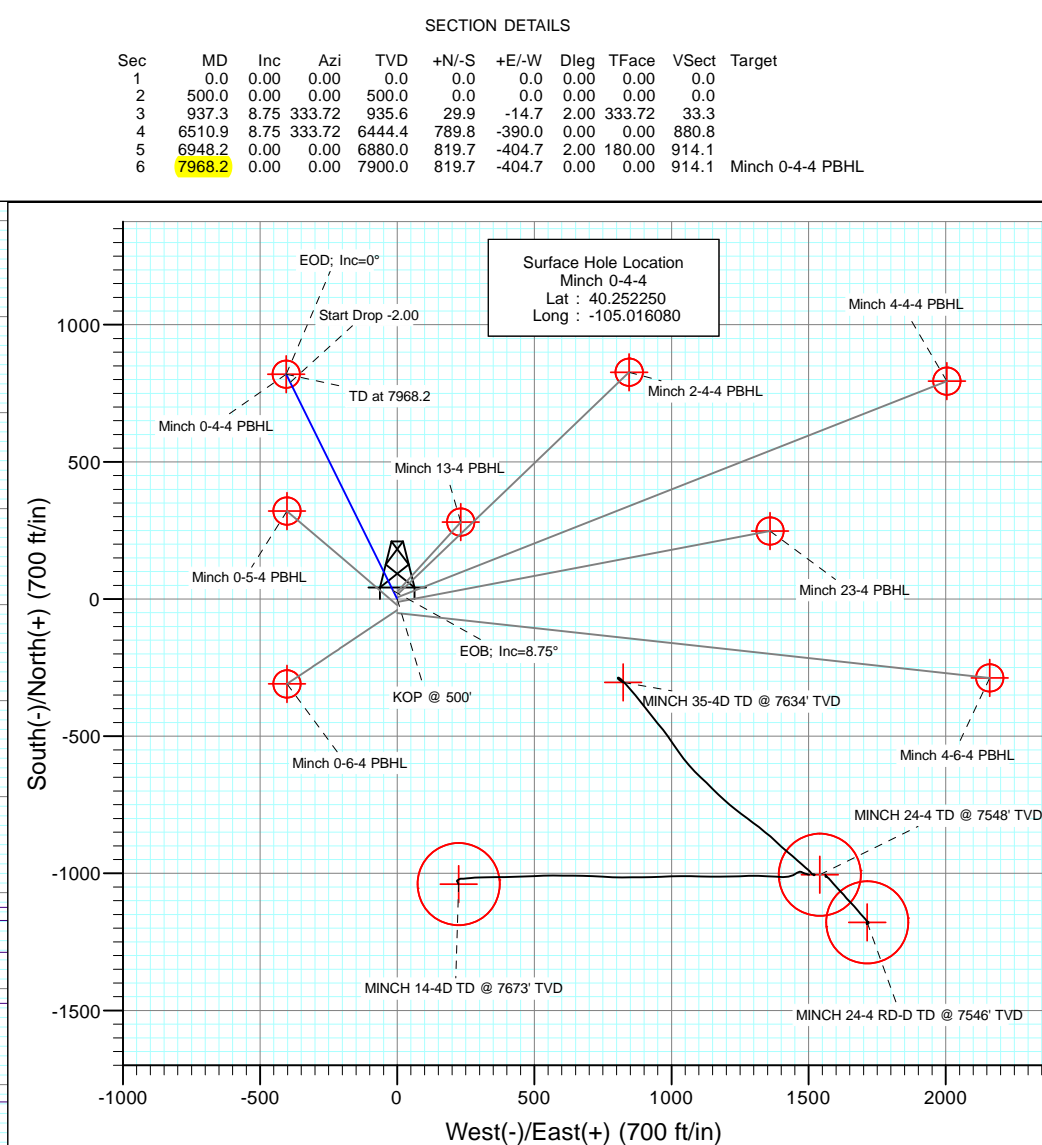 SECTION DETAILS
Sec MD Inc Azi TVD +N/-S +E/-W Dleg TFace VSect Target
1 0.0 0.00 0.00 0.0 0.0 0.0 0.00 0.00 0.0
2 500.0 0.00 0.00 500.0 0.0 0.0 0.00 0.00 0.0
3 937.3 8.75 333.72 935.6 29.9 -14.7 2.00 333.72 33.3
4 6510.9 8.75 333.72 6444.4 789.8 -390.0 0.00 0.00 880.8
5 6948.2 0.00 0.00 6880.0 819.7 -404.7 2.00 180.00 914.1
6 7968.2 0.00 0.00 7900.0 819.7 -404.7 0.00 0.00 914.1 Minch 0-4-4 PBHL
Surface Hole Location
Minch 0-4-4
Lat : 40.252250
Long : -105.016080
EOD; Inc=0°
Start Drop -2.00
Minch 4-4-4 PBHL
1000
TD at 7968.2
Minch 2-4-4 PBHL
Minch 0-4-4 PBHL
500
Minch 13-4 PBHL
Minch 0-5-4 PBHL
Minch 23-4 PBHL
0
EOB; Inc=8.75°
KOP @ 500'
MINCH 35-4D TD @ 7634' TVD
Minch 0-6-4 PBHL
Minch 4-6-4 PBHL
-500
MINCH 24-4 TD @ 7548' TVD
-1000
MINCH 14-4D TD @ 7673' TVD
MINCH 24-4 RD-D TD @ 7546' TVD
-1500
South(-)/North(+) (700 ft/in)
-1000 -500 0 500 1000 1500 2000
West(-)/East(+) (700 ft/in)